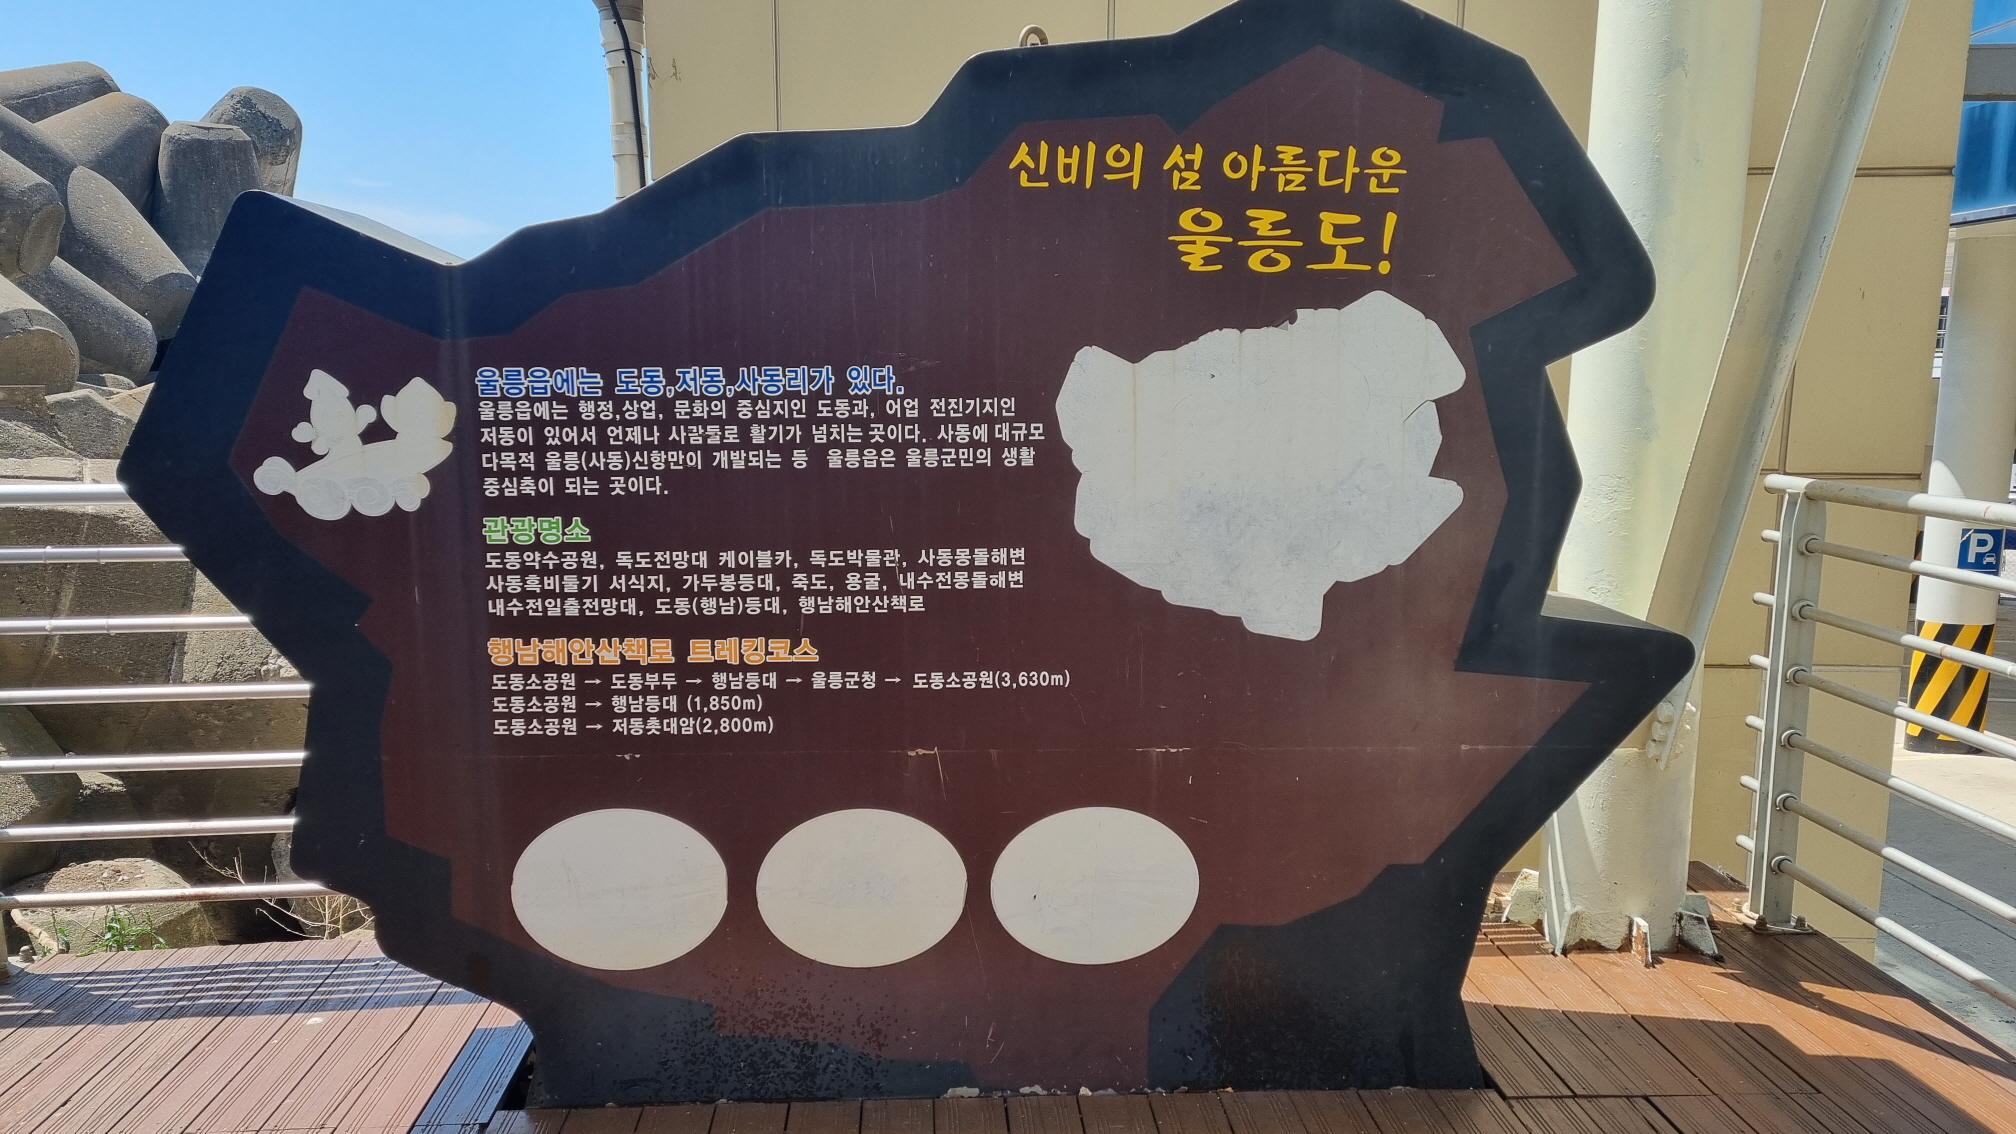 신비의 섬 아름다운
울릉도!
울릉읍에는 도동,저동,사동리가 있다.
울릉읍에는 행정,상업, 문화의 중심지인 도동과, 어업 전진기지인
저동이 있어서 언제나 사람들로 활기가 넘치는 곳이다. 사동에 대규모
다목적 울릉(사동)신항만이 개발되는 등 울릉읍은 울릉군민의 생활
중심축이 되는 곳이다.
관광명소
도동약수공원, 독도전망대 케이블카, 독도박물관, 사동몽돌해변
사동흑비둘기 서식지, 가두봉등대, 죽도, 용굴, 내수전몽돌해변
내수전일출전망대, 도동(행남)등대, 행남해안산책로
행남해안산책로 트레킹코스
도동소공원 → 도동부두 → 행남등대 → 울릉군청 → 도동소공원(3,630m)
도동소공원 → 행남등대 (1,850m)
도동소공원 → 저동촛대암(2,800m)
P